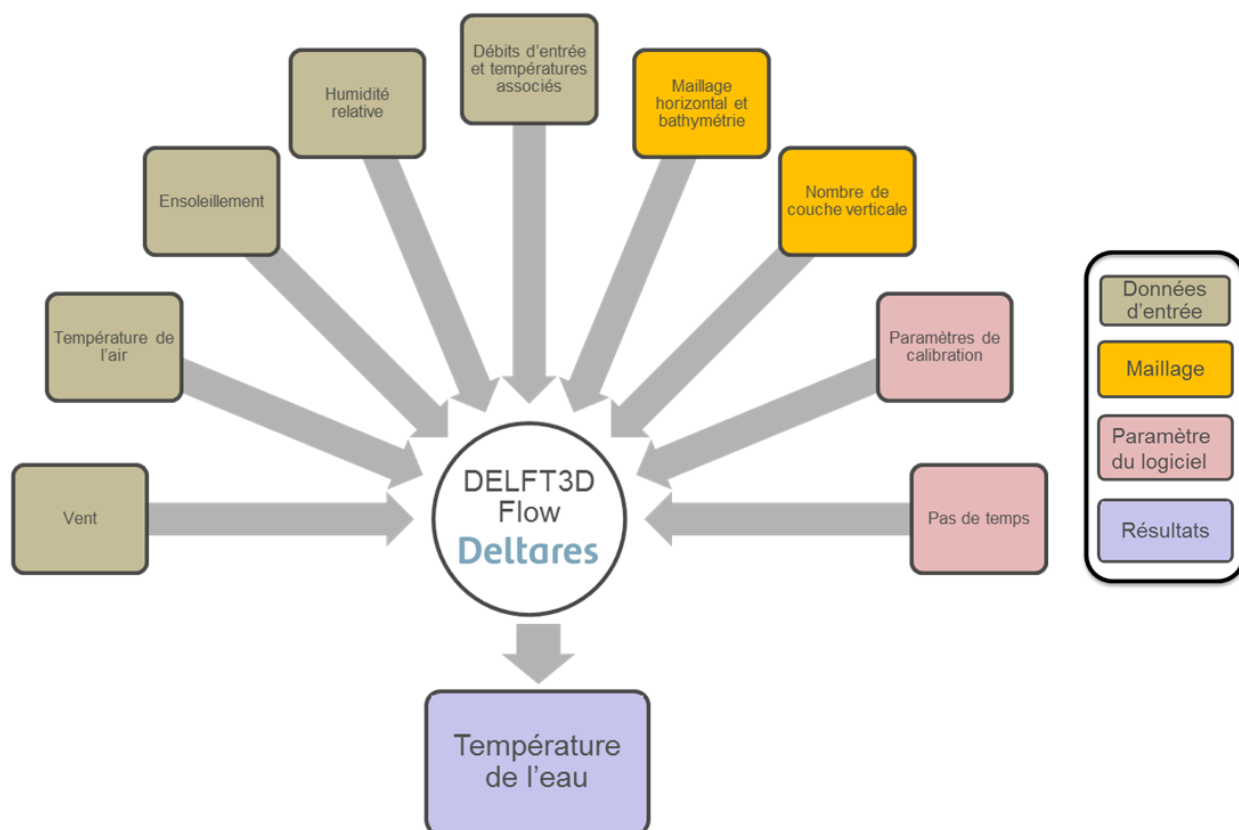 Débits d'entrée
et températures
associés
Humidité
relative
Maillage
horizontal et
bathymétrie
Ensoleillement
Nombre de
couche verticale
Température de
l'air
Paramètres de
calibration
Vent
Pas de temps
DELFT3D
Flow
Deltares
Température
de l'eau
Données
d'entrée
Maillage
Paramètre
du logiciel
Résultats